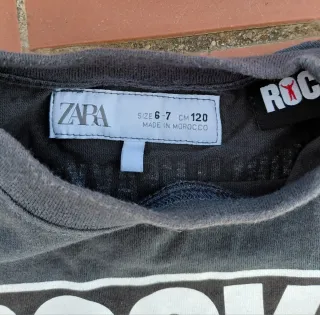 ZARA
SIZE 6-7 CM 120
MADE IN MOROCCO
ROC